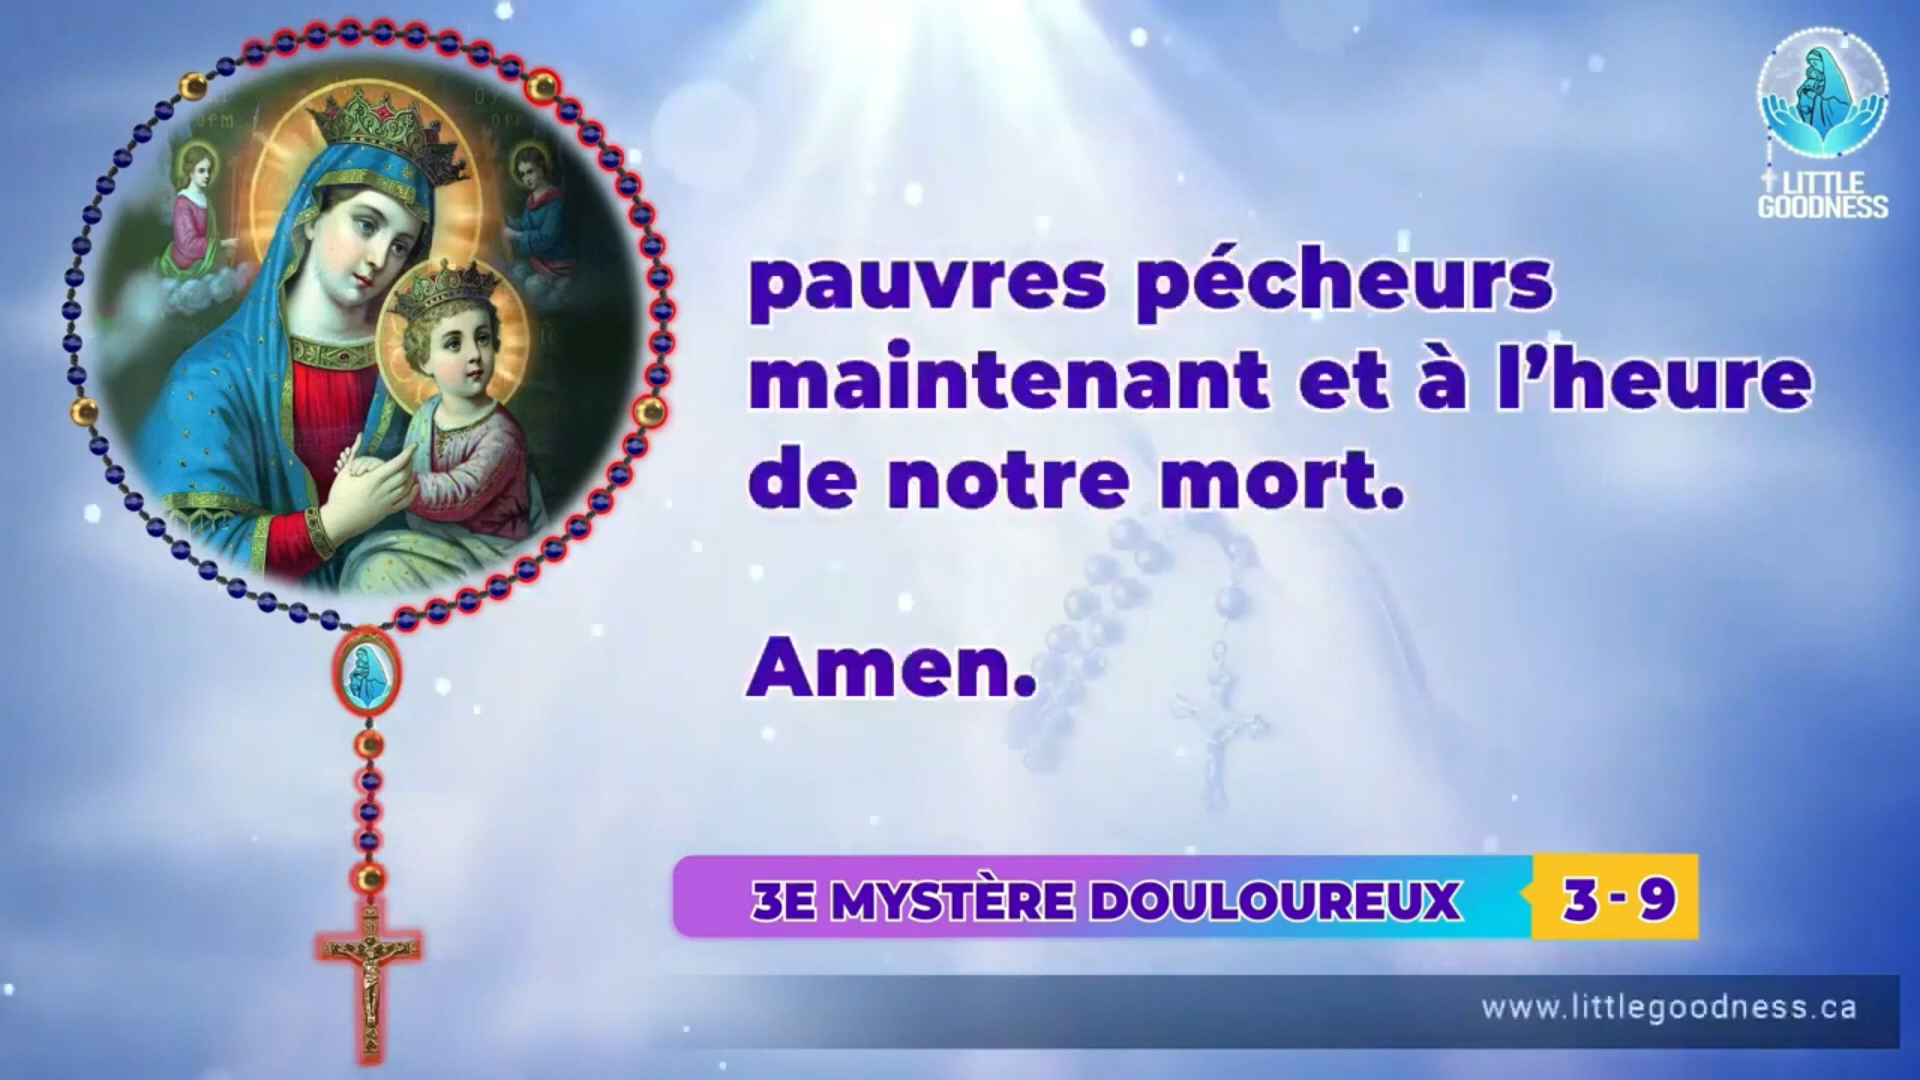 LITTLE
GOODNESS
pauvres pécheurs
maintenant et à l’heure
de notre mort.
Amen.
3E MYSTÈRE DOULOUREUX 3 - 9
www.littlegoodness.ca